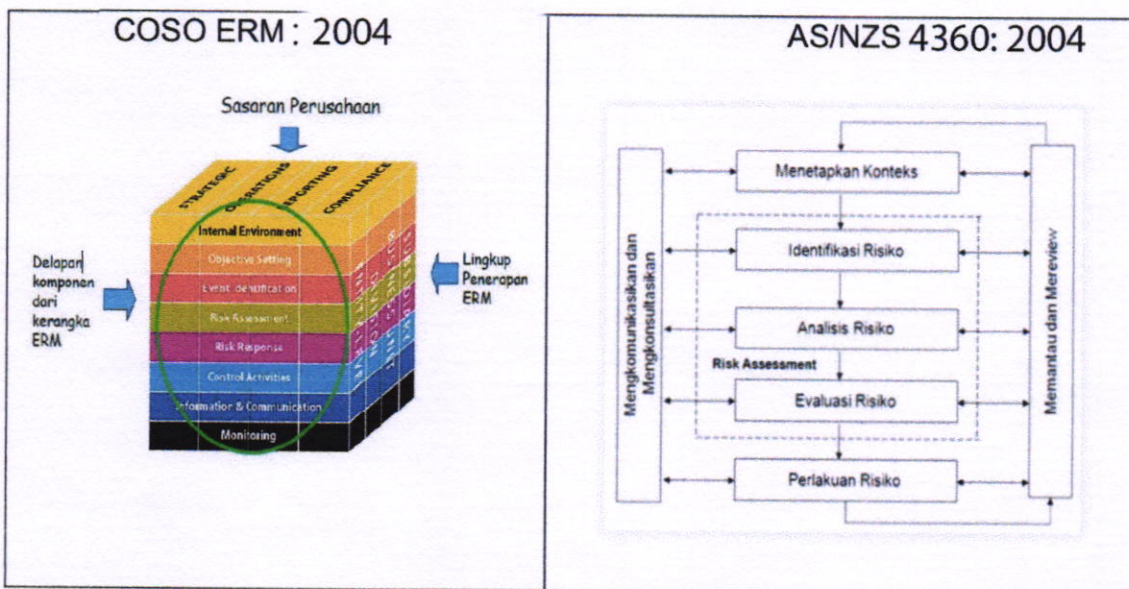 COSO ERM : 2004
Sasaran Perusahaan
STRATEGIC
OPERATIONS
REPORTING
COMPLIANCE
Internal Environment
Objective Setting
Event Identification
Risk Assessment
Risk Response
Control Activities
Information & Communication
Monitoring
Delapan
komponen
dari
kerangka
ERM
Lingkup
Penerapan
ERM
AS/NZS 4360: 2004
Mengkomunikasikan dan
Mengkonsultasikan
Menetapkan Konteks
Identifikasi Risiko
Analisis Risiko
Risk Assessment
Evaluasi Risiko
Perlakuan Risiko
Memantau dan Mereview